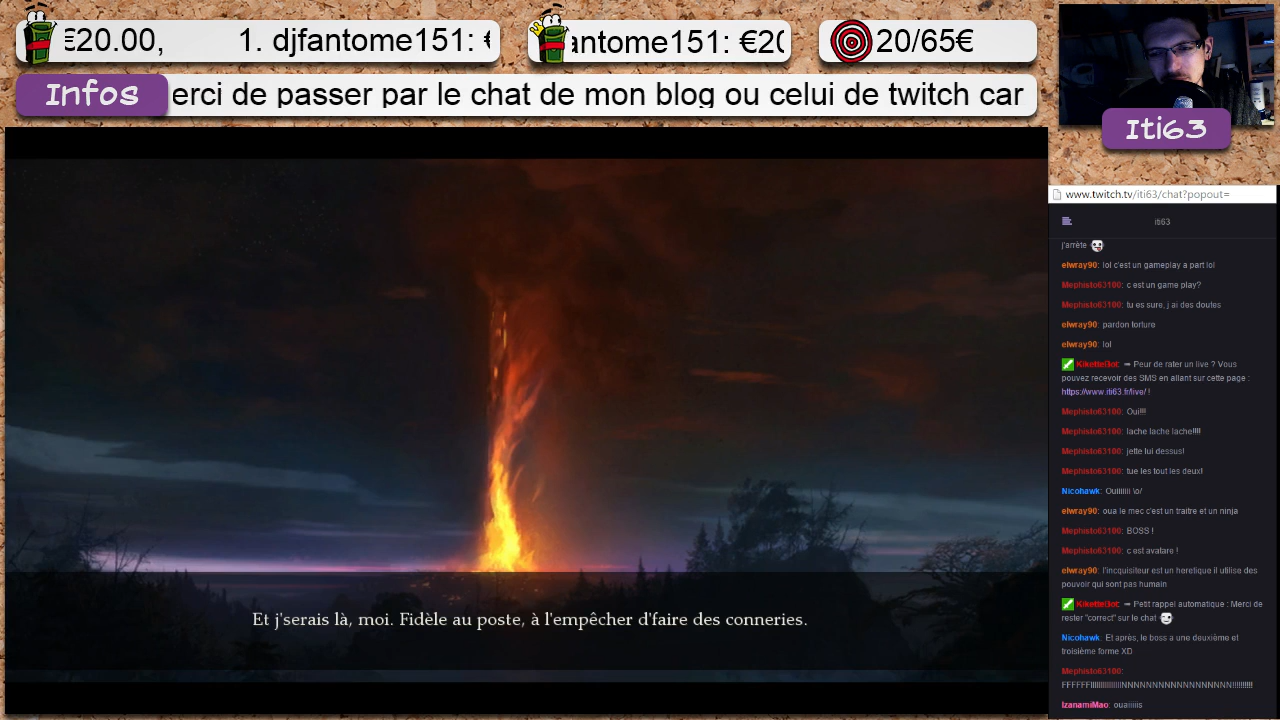 €20.00, 1. djfantome151: €
antome151: €20
20/65€
Infos
erci de passer par le chat de mon blog ou celui de twitch car
Iti63
www.twitch.tv/iti63/chat?popout=
iti63
j'arrète
elwray90: lol c'est un gameplay a part lol
Mephisto63100: c est un game play?
Mephisto63100: tu es sure, j ai des doutes
elwray90: pardon torture
elwray90: lol
KiketteBot: ➡ Peur de rater un live ? Vous
pouvez recevoir des SMS en allant sur cette page :
https://www.iti63.fr/live/ !
Mephisto63100: Oui!!!
Mephisto63100: lache lache lache!!!!
Mephisto63100: jette lui dessus!
Mephisto63100: tue les tout les deux!
Nicohawk: Ouiiiiiii \o/
elwray90: oua le mec c'est un traitre et un ninja
Mephisto63100: BOSS !
Mephisto63100: c est avatare !
elwray90: l'incquisiteur est un heretique il utilise des
pouvoir qui sont pas humain
KiketteBot: ➡ Petit rappel automatique : Merci de
rester "correct" sur le chat
Nicohawk: Et après, le boss a une deuxième et
troisième forme XD
Mephisto63100:
IzanamiMao: ouaiiiiis
Et j'serais là, moi. Fidèle au poste, à l'empêcher d'faire des conneries.